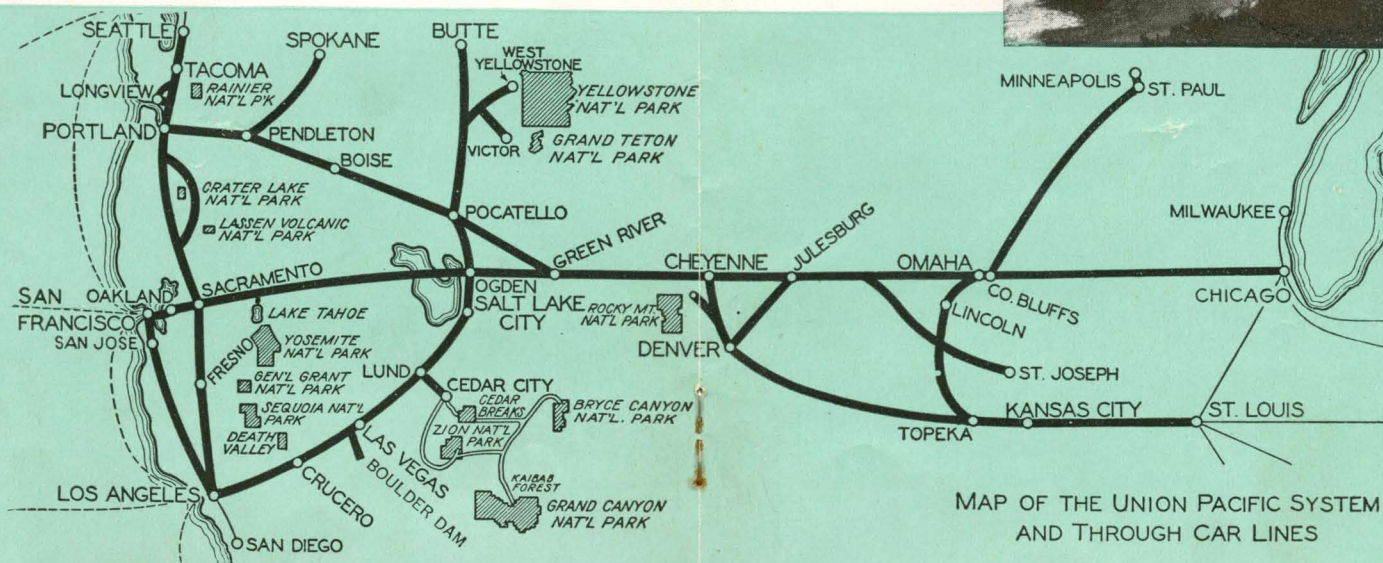 SEATTLE
TACOMA
RAINIER
NAT'L P'K
LONGVIEW
PORTLAND
SPOKANE
PENDLETON
BOISE
BUTTE
WEST
YELLOWSTONE
YELLOWSTONE
NAT'L PARK
VICTOR
GRAND TETON
NAT'L PARK
POCATELLO
CRATER LAKE
NAT'L PARK
LASSEN VOLCANIC
NAT'L PARK
SACRAMENTO
SAN
FRANCISCO
OAKLAND
SAN JOSE
LAKE TAHOE
YOSEMITE
NAT'L PARK
FRESNO
GEN'L GRANT
NAT'L PARK
SEQUOIA NAT'L
PARK
DEATH
VALLEY
LOS ANGELES
SAN DIEGO
CRUCERO
LAS VEGAS
BOULDER DAM
LUND
CEDAR CITY
CEDAR
BREAKS
ZION NAT'L
PARK
BRYCE CANYON
NAT'L. PARK
KAIBAB
FOREST
GRAND CANYON
NAT'L PARK
OGDEN
SALT LAKE
CITY
GREEN RIVER
CHEYENNE
ROCKY MT.
NAT'L PARK
DENVER
JULESBURG
OMAHA
CO. BLUFFS
LINCOLN
ST. JOSEPH
TOPEKA
KANSAS CITY
ST. LOUIS
MINNEAPOLIS
ST. PAUL
MILWAUKEE
CHICAGO
MAP OF THE UNION PACIFIC SYSTEM
AND THROUGH CAR LINES